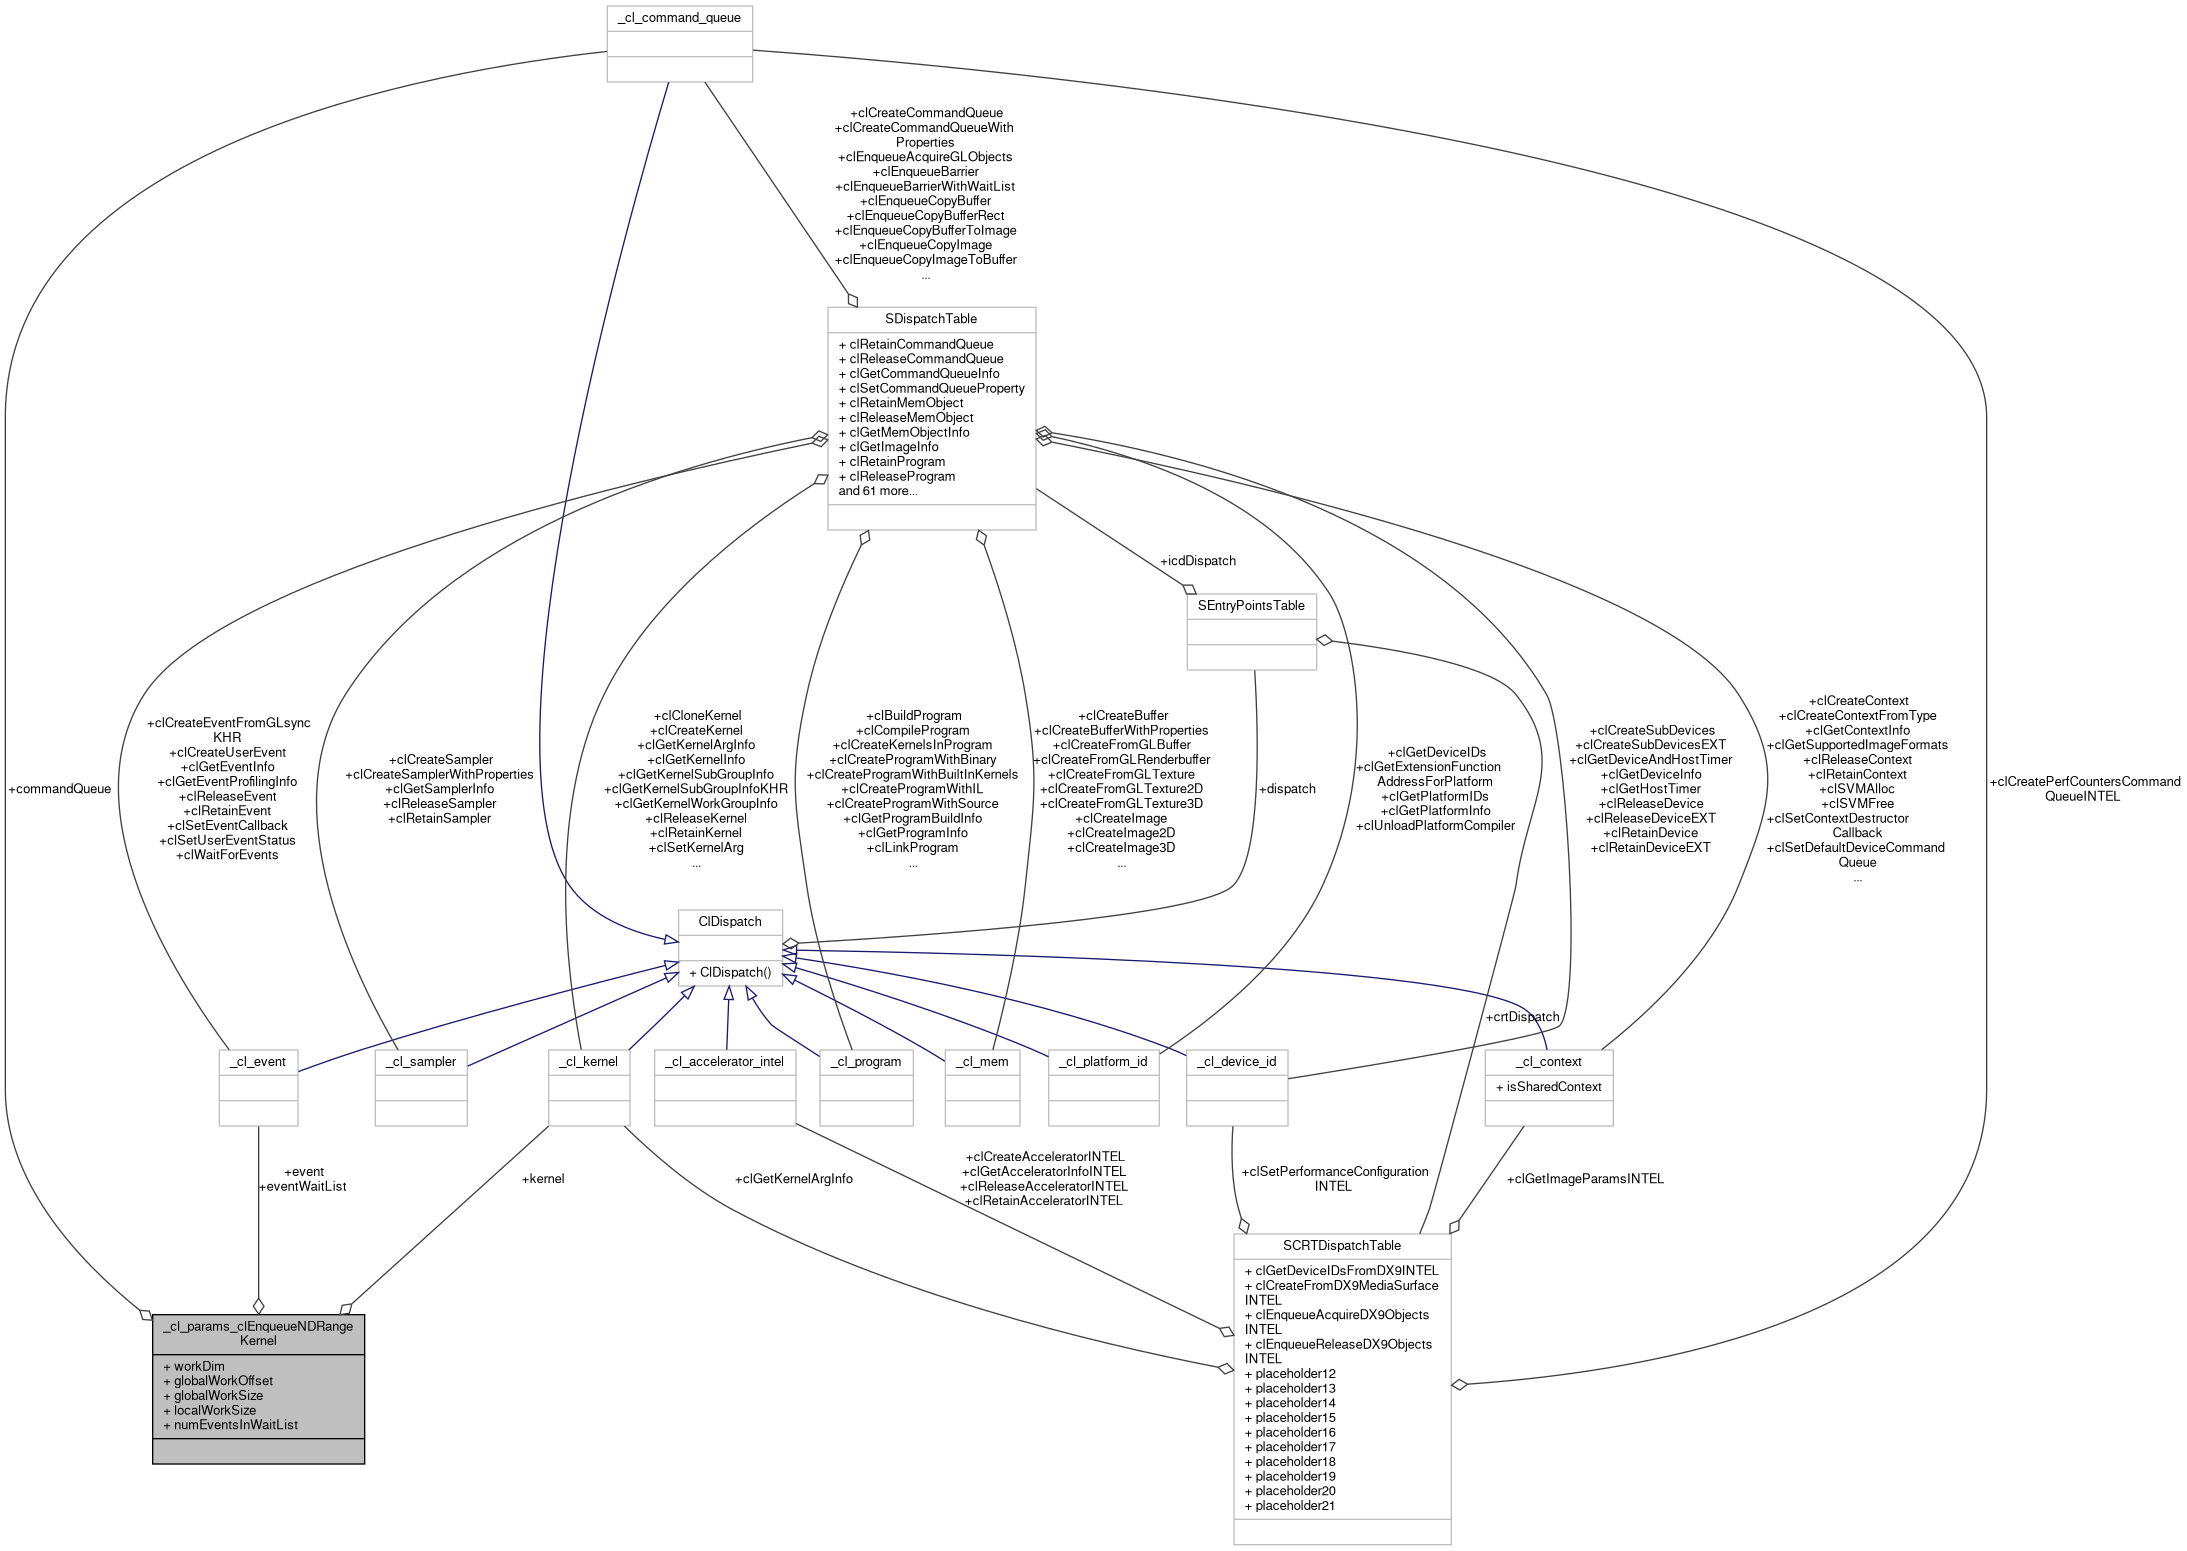 _cl_command_queue
+clCreateCommandQueue
+clCreateCommandQueueWith
Properties
+clEnqueueAcquireGLObjects
+clEnqueueBarrier
+clEnqueueBarrierWithWaitList
+clEnqueueCopyBuffer
+clEnqueueCopyBufferRect
+clEnqueueCopyBufferToImage
+clEnqueueCopyImage
+clEnqueueCopyImageToBuffer
...
SDispatchTable
+ clRetainCommandQueue
+ clReleaseCommandQueue
+ clGetCommandQueueInfo
+ clSetCommandQueueProperty
+ clRetainMemObject
+ clReleaseMemObject
+ clGetMemObjectInfo
+ clGetImageInfo
+ clRetainProgram
+ clReleaseProgram
and 61 more...
+icdDispatch
SEntryPointsTable
+commandQueue
+clCreateEventFromGLsync
KHR
+clCreateUserEvent
+clGetEventInfo
+clGetEventProfilingInfo
+clReleaseEvent
+clRetainEvent
+clSetEventCallback
+clSetUserEventStatus
+clWaitForEvents
+clCreateSampler
+clCreateSamplerWithProperties
+clGetSamplerInfo
+clReleaseSampler
+clRetainSampler
+clCloneKernel
+clCreateKernel
+clGetKernelArgInfo
+clGetKernelInfo
+clGetKernelSubGroupInfo
+clGetKernelSubGroupInfoKHR
+clGetKernelWorkGroupInfo
+clReleaseKernel
+clRetainKernel
+clSetKernelArg
...
+clBuildProgram
+clCompileProgram
+clCreateKernelsInProgram
+clCreateProgramWithBinary
+clCreateProgramWithBuiltInKernels
+clCreateProgramWithIL
+clCreateProgramWithSource
+clGetProgramBuildInfo
+clGetProgramInfo
+clLinkProgram
...
+clCreateBuffer
+clCreateBufferWithProperties
+clCreateFromGLBuffer
+clCreateFromGLRenderbuffer
+clCreateFromGLTexture
+clCreateFromGLTexture2D
+clCreateFromGLTexture3D
+clCreateImage
+clCreateImage2D
+clCreateImage3D
...
+dispatch
+clGetDeviceIDs
+clGetExtensionFunction
AddressForPlatform
+clGetPlatformIDs
+clGetPlatformInfo
+clUnloadPlatformCompiler
+clCreateSubDevices
+clCreateSubDevicesEXT
+clGetDeviceAndHostTimer
+clGetDeviceInfo
+clGetHostTimer
+clReleaseDevice
+clReleaseDeviceEXT
+clRetainDevice
+clRetainDeviceEXT
+clCreateContext
+clCreateContextFromType
+clGetContextInfo
+clGetSupportedImageFormats
+clReleaseContext
+clRetainContext
+clSVMAlloc
+clSVMFree
+clSetContextDestructor
Callback
+clSetDefaultDeviceCommand
Queue
...
+clCreatePerfCountersCommand
QueueINTEL
ClDispatch
+ ClDispatch()
+crtDispatch
_cl_event
_cl_sampler
_cl_kernel
_cl_accelerator_intel
_cl_program
_cl_mem
_cl_platform_id
_cl_device_id
_cl_context
+ isSharedContext
+event
+eventWaitList
+kernel
+clGetKernelArgInfo
+clCreateAcceleratorINTEL
+clGetAcceleratorInfoINTEL
+clReleaseAcceleratorINTEL
+clRetainAcceleratorINTEL
+clSetPerformanceConfiguration
INTEL
+clGetImageParamsINTEL
_cl_params_clEnqueueNDRange
Kernel
+ workDim
+ globalWorkOffset
+ globalWorkSize
+ localWorkSize
+ numEventsInWaitList
SCRTDispatchTable
+ clGetDeviceIDsFromDX9INTEL
+ clCreateFromDX9MediaSurface
INTEL
+ clEnqueueAcquireDX9Objects
INTEL
+ clEnqueueReleaseDX9Objects
INTEL
+ placeholder12
+ placeholder13
+ placeholder14
+ placeholder15
+ placeholder16
+ placeholder17
+ placeholder18
+ placeholder19
+ placeholder20
+ placeholder21